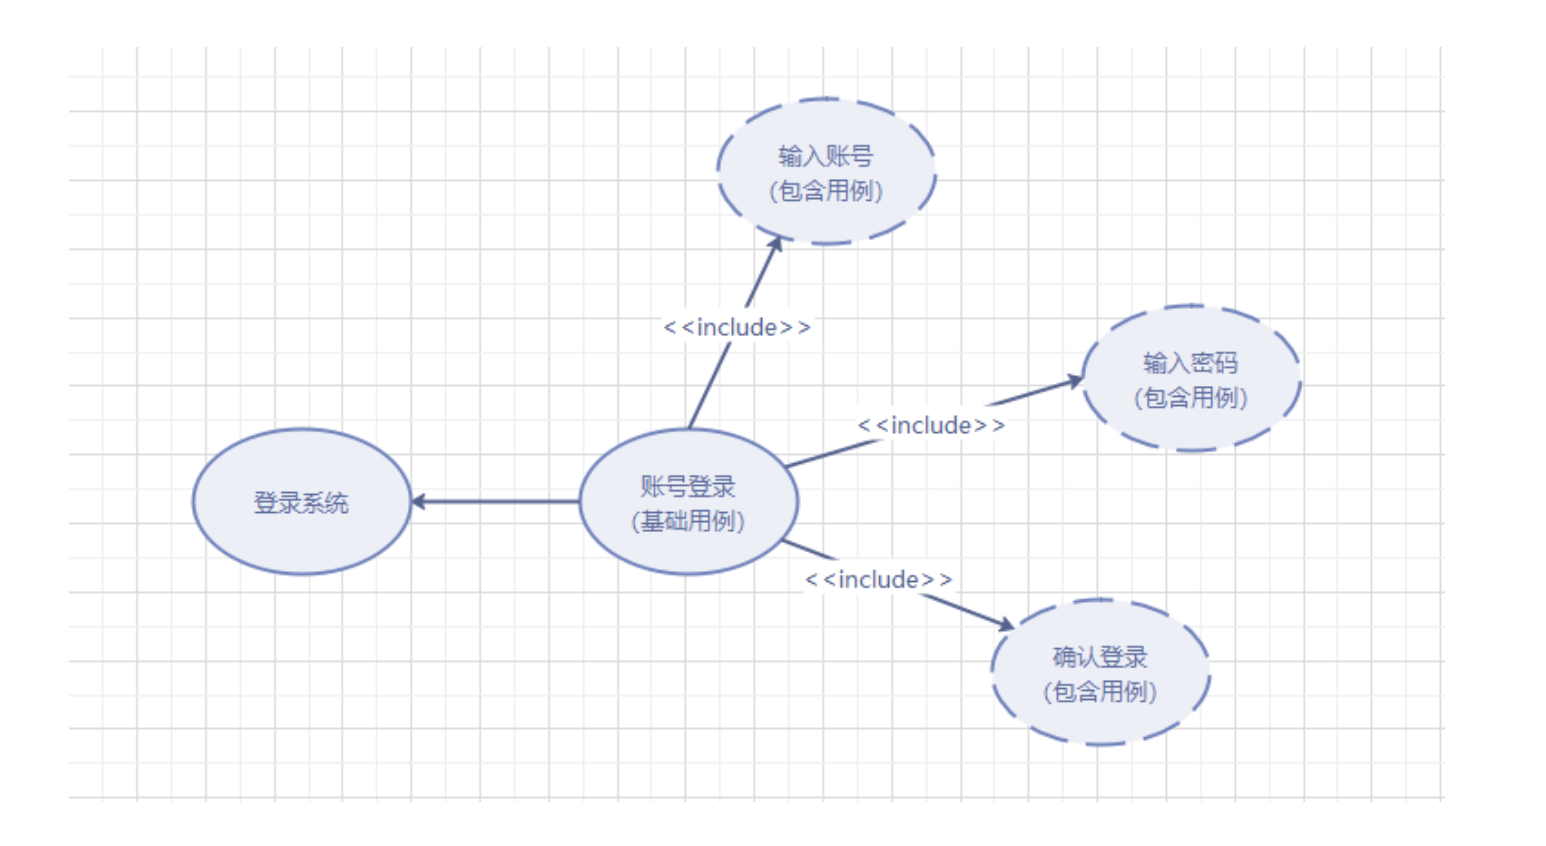 输入账号
(包含用例)
<<include>>
输入密码
(包含用例)
<<include>>
登录系统
账号登录
(基础用例)
<<include>>
确认登录
(包含用例)